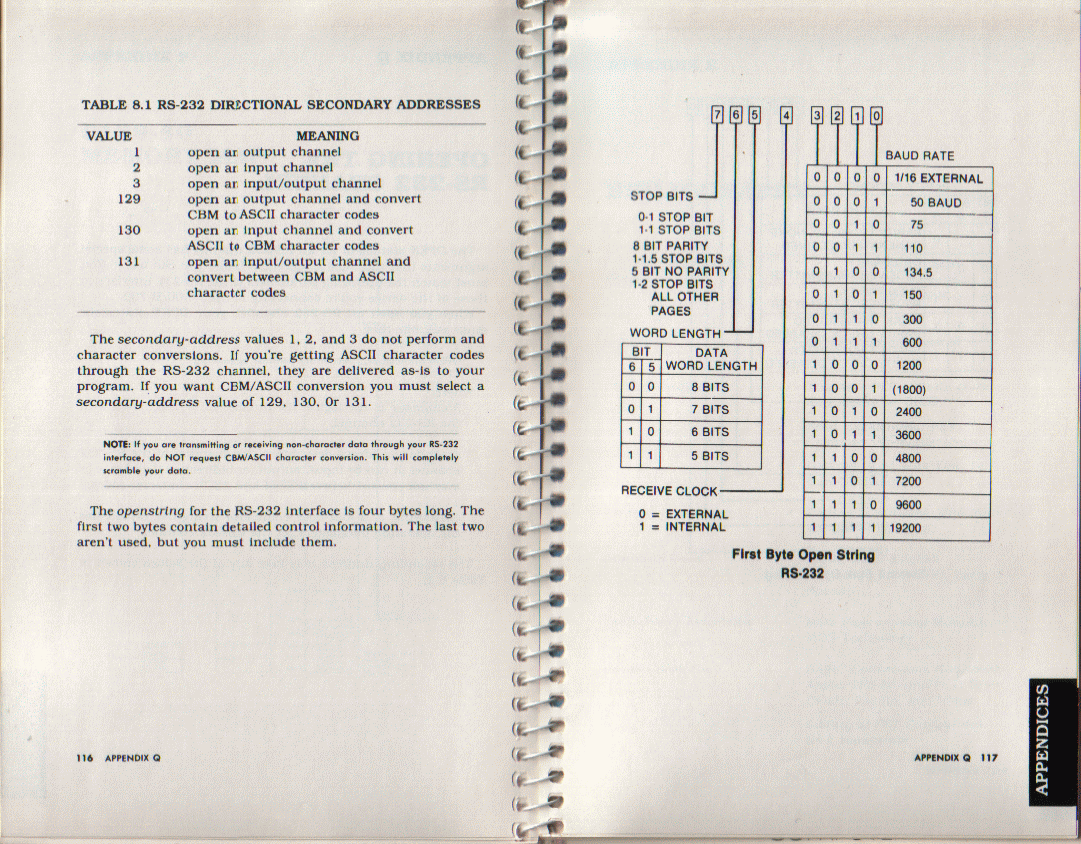 TABLE 8.1 RS-232 DIRECTIONAL SECONDARY ADDRESSES
VALUE MEANING
1 open an output channel
2 open an input channel
3 open an input/output channel
129 open an output channel and convert
CBM to ASCII character codes
130 open an input channel and convert
ASCII to CBM character codes
131 open an input/output channel and
convert between CBM and ASCII
character codes
The secondary-address values 1, 2, and 3 do not perform and
character conversions. If you're getting ASCII character codes
through the RS-232 channel, they are delivered as-is to your
program. If you want CBM/ASCII conversion you must select a
secondary-address value of 129, 130, Or 131.
NOTE: If you are transmitting or receiving non-character data through your RS-232
interface, do NOT request CBM/ASCII character conversion. This will completely
scramble your data.
The openstring for the RS-232 interface is four bytes long. The
first two bytes contain detailed control information. The last two
aren't used, but you must include them.
116 APPENDIX Q
7 6 5 4 3 2 1 0
BAUD RATE
0 0 0 0 1/16 EXTERNAL
0 0 0 1 50 BAUD
0 0 1 0 75
0 0 1 1 110
0 1 0 0 134.5
0 1 0 1 150
0 1 1 0 300
0 1 1 1 600
1 0 0 0 1200
1 0 0 1 (1800)
1 0 1 0 2400
1 0 1 1 3600
1 1 0 0 4800
1 1 0 1 7200
1 1 1 0 9600
1 1 1 1 19200
STOP BITS
0-1 STOP BIT
1-1 STOP BITS
8 BIT PARITY
1-1.5 STOP BITS
5 BIT NO PARITY
1-2 STOP BITS
ALL OTHER
PAGES
WORD LENGTH
BIT DATA
6 5 WORD LENGTH
0 0 8 BITS
0 1 7 BITS
1 0 6 BITS
1 1 5 BITS
RECEIVE CLOCK
0 = EXTERNAL
1 = INTERNAL
First Byte Open String
RS-232
APPENDICES
APPENDIX Q 117